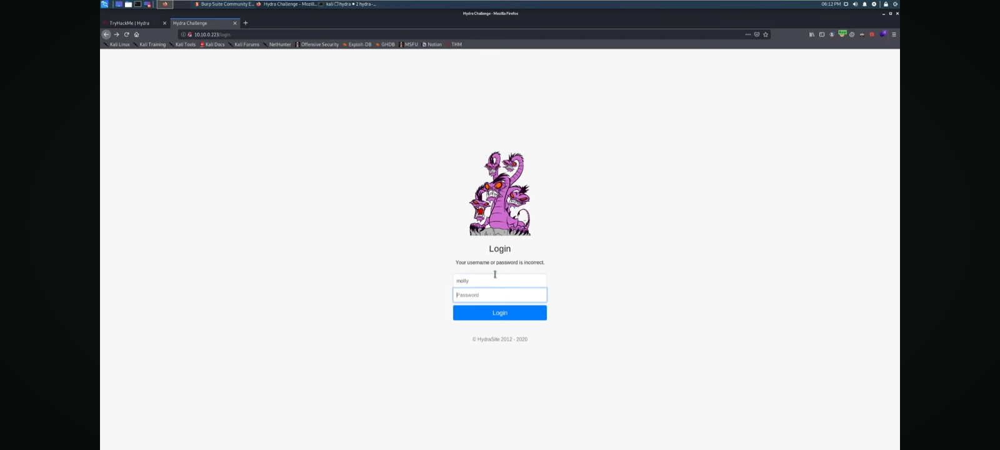 Burp Suite Community E...
Hydra Challenge - Mozill...
kali ❐ hydra ● 2 hydra-...
06:12 PM
Hydra Challenge - Mozilla Firefox
TryHackMe | Hydra
Hydra Challenge
10.10.0.223/login
Kali Linux
Kali Training
Kali Tools
Kali Docs
Kali Forums
NetHunter
Offensive Security
Exploit-DB
GHDB
MSFU
Notion
THM
Login
Your username or password is incorrect.
molly
Password
Login
© HydraSite 2012 - 2020